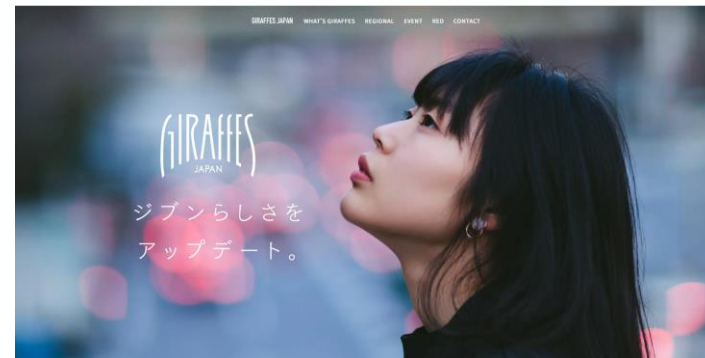 GIRAFFES JAPAN WHAT'S GIRAFFES REGIONAL EVENT RED CONTACT
GIRAFFES
JAPAN
ジブンらしさを
アップデート。